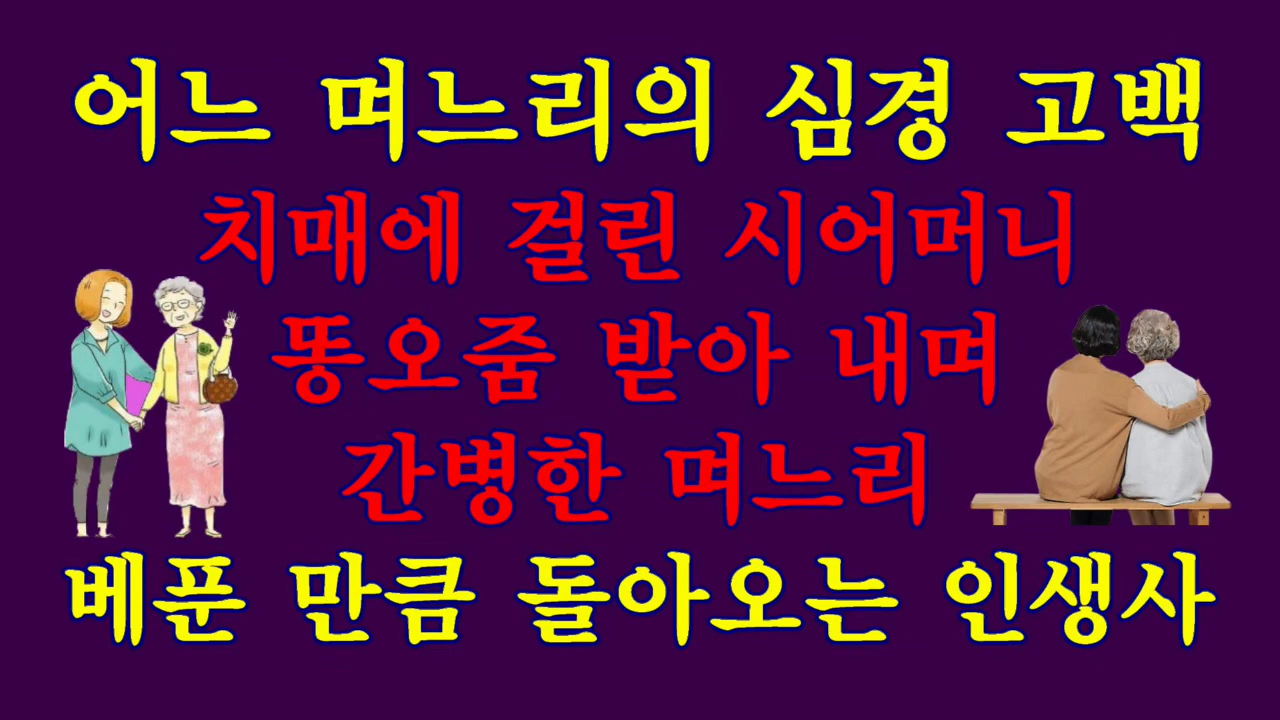 어느 며느리의 심경 고백
치매에 걸린 시어머니
똥오줌 받아 내며
간병한 며느리
베푼 만큼 돌아오는 인생사